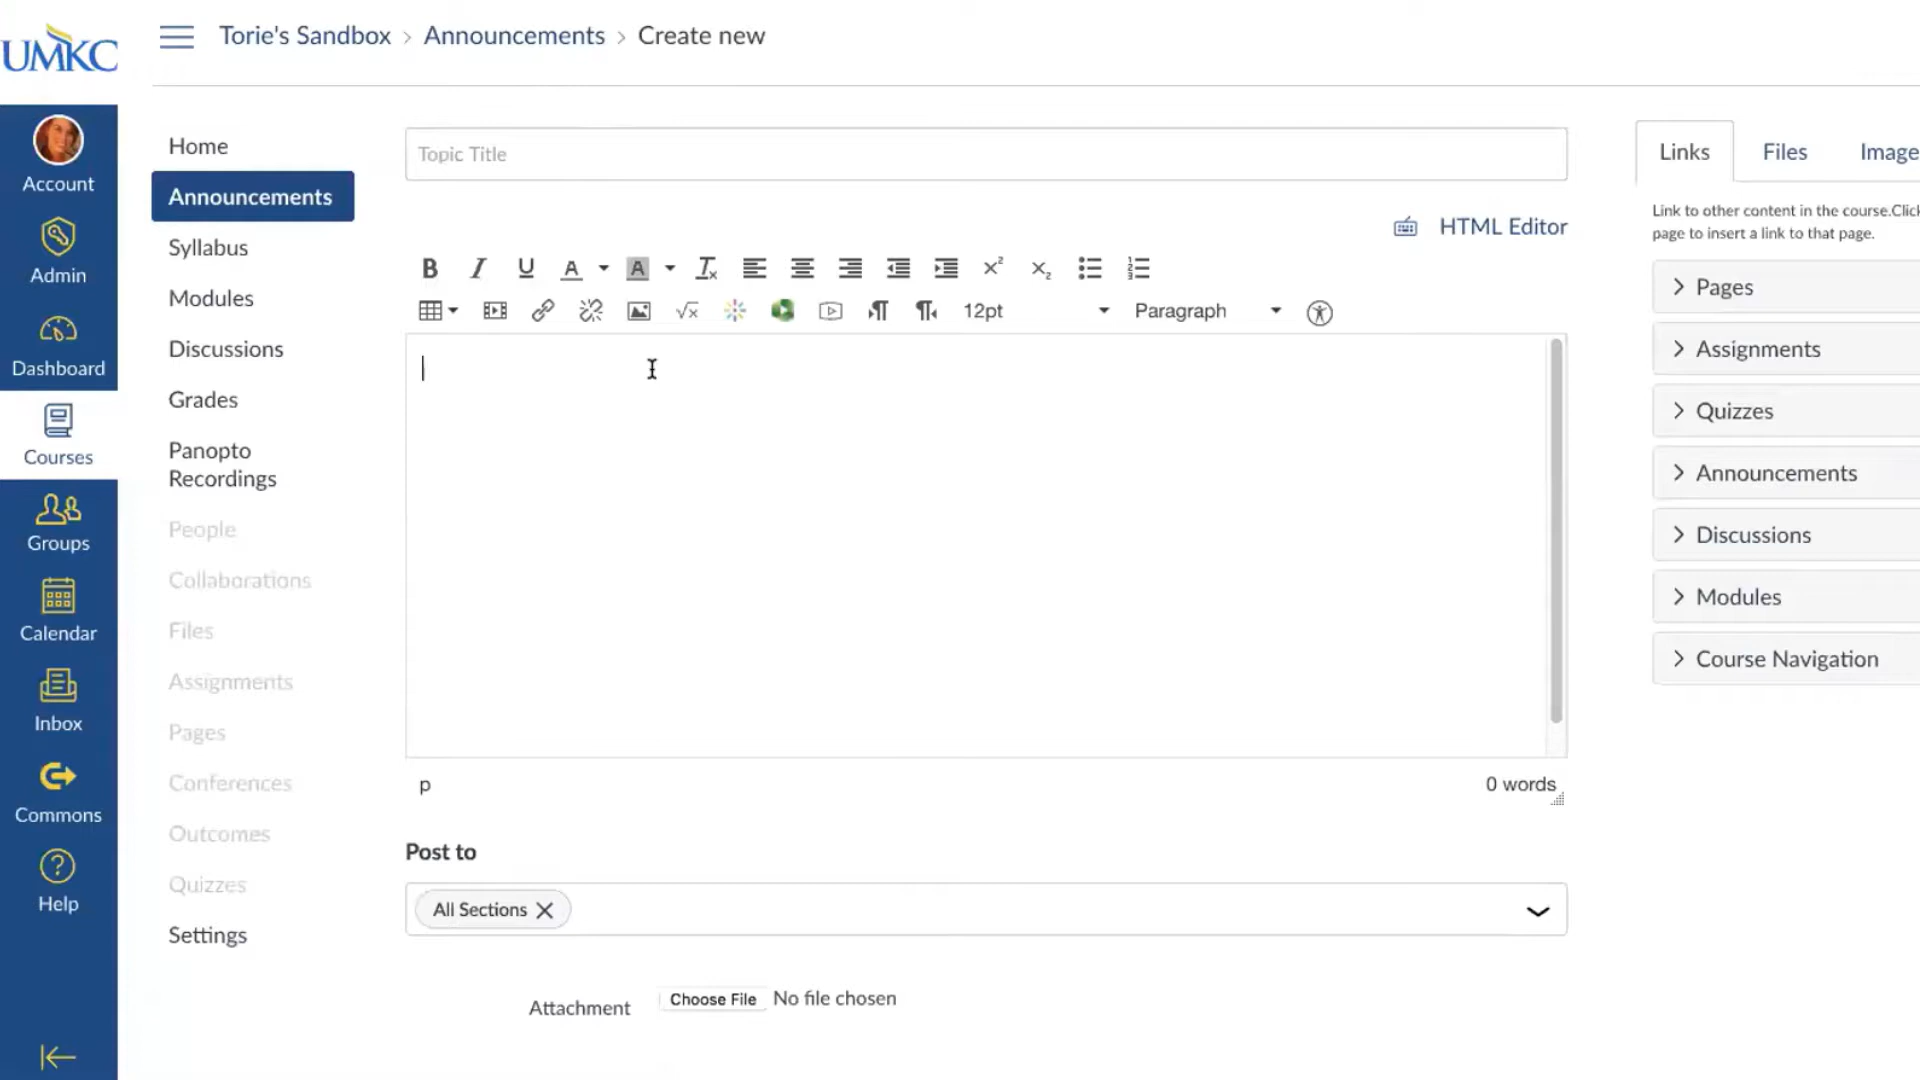 UMKC
Torie's Sandbox > Announcements > Create new
Account
Admin
Dashboard
Courses
Groups
Calendar
Inbox
Commons
Help
Home
Announcements
Syllabus
Modules
Discussions
Grades
Panopto
Recordings
People
Collaborations
Files
Assignments
Pages
Conferences
Outcomes
Quizzes
Settings
Topic Title
HTML Editor
12pt
Paragraph
p
0 words
Post to
All Sections
Attachment
Choose File No file chosen
Links Files Image
Link to other content in the course.Click
page to insert a link to that page.
Pages
Assignments
Quizzes
Announcements
Discussions
Modules
Course Navigation